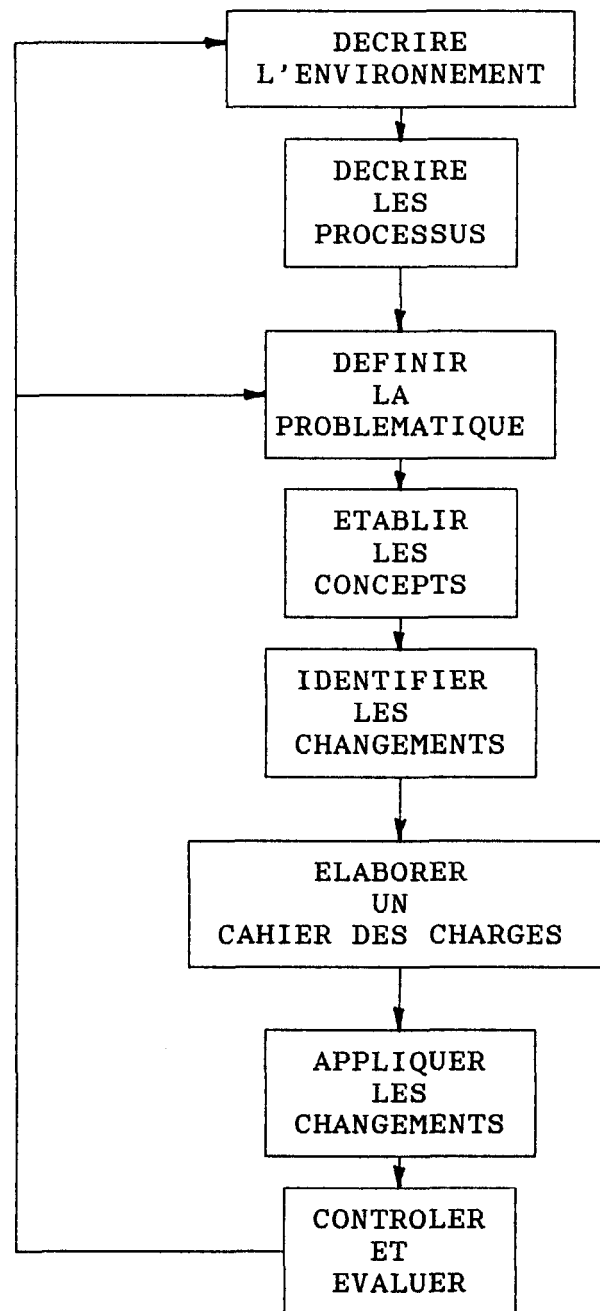 DECRIRE
L'ENVIRONNEMENT
DECRIRE
LES
PROCESSUS
DEFINIR
LA
PROBLEMATIQUE
ETABLIR
LES
CONCEPTS
IDENTIFIER
LES
CHANGEMENTS
ELABORER
UN
CAHIER DES CHARGES
APPLIQUER
LES
CHANGEMENTS
CONTROLER
ET
EVALUER